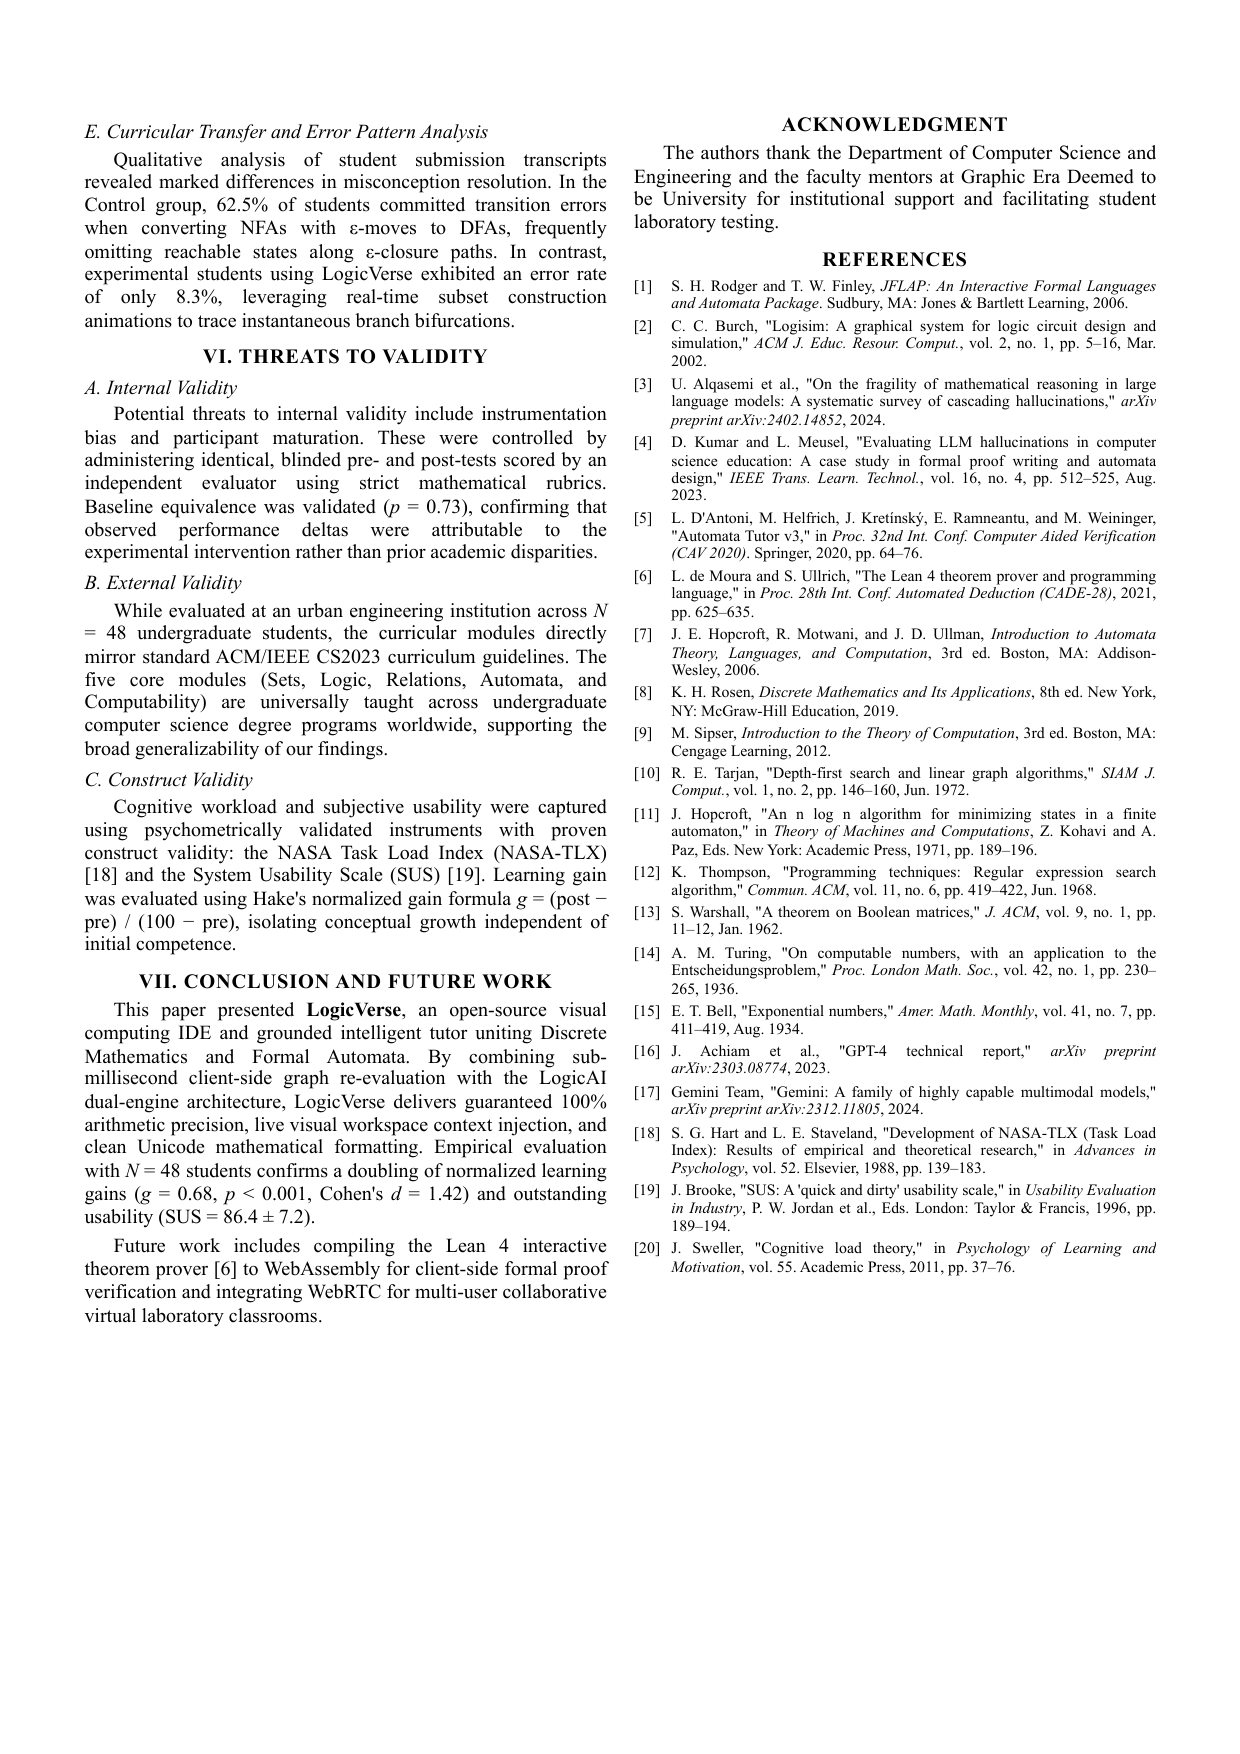 E. Curricular Transfer and Error Pattern Analysis
Qualitative analysis of student submission transcripts
revealed marked differences in misconception resolution. In the
Control group, 62.5% of students committed transition errors
when converting NFAs with ε-moves to DFAs, frequently
omitting reachable states along ε-closure paths. In contrast,
experimental students using LogicVerse exhibited an error rate
of only 8.3%, leveraging real-time subset construction
animations to trace instantaneous branch bifurcations.
VI. THREATS TO VALIDITY
A. Internal Validity
Potential threats to internal validity include instrumentation
bias and participant maturation. These were controlled by
administering identical, blinded pre- and post-tests scored by an
independent evaluator using strict mathematical rubrics.
Baseline equivalence was validated (p = 0.73), confirming that
observed performance deltas were attributable to the
experimental intervention rather than prior academic disparities.
B. External Validity
While evaluated at an urban engineering institution across N
= 48 undergraduate students, the curricular modules directly
mirror standard ACM/IEEE CS2023 curriculum guidelines. The
five core modules (Sets, Logic, Relations, Automata, and
Computability) are universally taught across undergraduate
computer science degree programs worldwide, supporting the
broad generalizability of our findings.
C. Construct Validity
Cognitive workload and subjective usability were captured
using psychometrically validated instruments with proven
construct validity: the NASA Task Load Index (NASA-TLX)
[18] and the System Usability Scale (SUS) [19]. Learning gain
was evaluated using Hake's normalized gain formula g = (post −
pre) / (100 − pre), isolating conceptual growth independent of
initial competence.
VII. CONCLUSION AND FUTURE WORK
This paper presented LogicVerse, an open-source visual
computing IDE and grounded intelligent tutor uniting Discrete
Mathematics and Formal Automata. By combining sub-
millisecond client-side graph re-evaluation with the LogicAI
dual-engine architecture, LogicVerse delivers guaranteed 100%
arithmetic precision, live visual workspace context injection, and
clean Unicode mathematical formatting. Empirical evaluation
with N = 48 students confirms a doubling of normalized learning
gains (g = 0.68, p < 0.001, Cohen's d = 1.42) and outstanding
usability (SUS = 86.4 ± 7.2).
Future work includes compiling the Lean 4 interactive
theorem prover [6] to WebAssembly for client-side formal proof
verification and integrating WebRTC for multi-user collaborative
virtual laboratory classrooms.
ACKNOWLEDGMENT
The authors thank the Department of Computer Science and
Engineering and the faculty mentors at Graphic Era Deemed to
be University for institutional support and facilitating student
laboratory testing.
REFERENCES
[1] S. H. Rodger and T. W. Finley, JFLAP: An Interactive Formal Languages
and Automata Package. Sudbury, MA: Jones & Bartlett Learning, 2006.
[2] C. C. Burch, "Logisim: A graphical system for logic circuit design and
simulation," ACM J. Educ. Resour. Comput., vol. 2, no. 1, pp. 5–16, Mar.
2002.
[3] U. Alqasemi et al., "On the fragility of mathematical reasoning in large
language models: A systematic survey of cascading hallucinations," arXiv
preprint arXiv:2402.14852, 2024.
[4] D. Kumar and L. Meusel, "Evaluating LLM hallucinations in computer
science education: A case study in formal proof writing and automata
design," IEEE Trans. Learn. Technol., vol. 16, no. 4, pp. 512–525, Aug.
2023.
[5] L. D'Antoni, M. Helfrich, J. Kretínský, E. Ramneantu, and M. Weininger,
"Automata Tutor v3," in Proc. 32nd Int. Conf. Computer Aided Verification
(CAV 2020). Springer, 2020, pp. 64–76.
[6] L. de Moura and S. Ullrich, "The Lean 4 theorem prover and programming
language," in Proc. 28th Int. Conf. Automated Deduction (CADE-28), 2021,
pp. 625–635.
[7] J. E. Hopcroft, R. Motwani, and J. D. Ullman, Introduction to Automata
Theory, Languages, and Computation, 3rd ed. Boston, MA: Addison-
Wesley, 2006.
[8] K. H. Rosen, Discrete Mathematics and Its Applications, 8th ed. New York,
NY: McGraw-Hill Education, 2019.
[9] M. Sipser, Introduction to the Theory of Computation, 3rd ed. Boston, MA:
Cengage Learning, 2012.
[10] R. E. Tarjan, "Depth-first search and linear graph algorithms," SIAM J.
Comput., vol. 1, no. 2, pp. 146–160, Jun. 1972.
[11] J. Hopcroft, "An n log n algorithm for minimizing states in a finite
automaton," in Theory of Machines and Computations, Z. Kohavi and A.
Paz, Eds. New York: Academic Press, 1971, pp. 189–196.
[12] K. Thompson, "Programming techniques: Regular expression search
algorithm," Commun. ACM, vol. 11, no. 6, pp. 419–422, Jun. 1968.
[13] S. Warshall, "A theorem on Boolean matrices," J. ACM, vol. 9, no. 1, pp.
11–12, Jan. 1962.
[14] A. M. Turing, "On computable numbers, with an application to the
Entscheidungsproblem," Proc. London Math. Soc., vol. 42, no. 1, pp. 230–
265, 1936.
[15] E. T. Bell, "Exponential numbers," Amer. Math. Monthly, vol. 41, no. 7, pp.
411–419, Aug. 1934.
[16] J. Achiam et al., "GPT-4 technical report," arXiv preprint
arXiv:2303.08774, 2023.
[17] Gemini Team, "Gemini: A family of highly capable multimodal models,"
arXiv preprint arXiv:2312.11805, 2024.
[18] S. G. Hart and L. E. Staveland, "Development of NASA-TLX (Task Load
Index): Results of empirical and theoretical research," in Advances in
Psychology, vol. 52. Elsevier, 1988, pp. 139–183.
[19] J. Brooke, "SUS: A 'quick and dirty' usability scale," in Usability Evaluation
in Industry, P. W. Jordan et al., Eds. London: Taylor & Francis, 1996, pp.
189–194.
[20] J. Sweller, "Cognitive load theory," in Psychology of Learning and
Motivation, vol. 55. Academic Press, 2011, pp. 37–76.